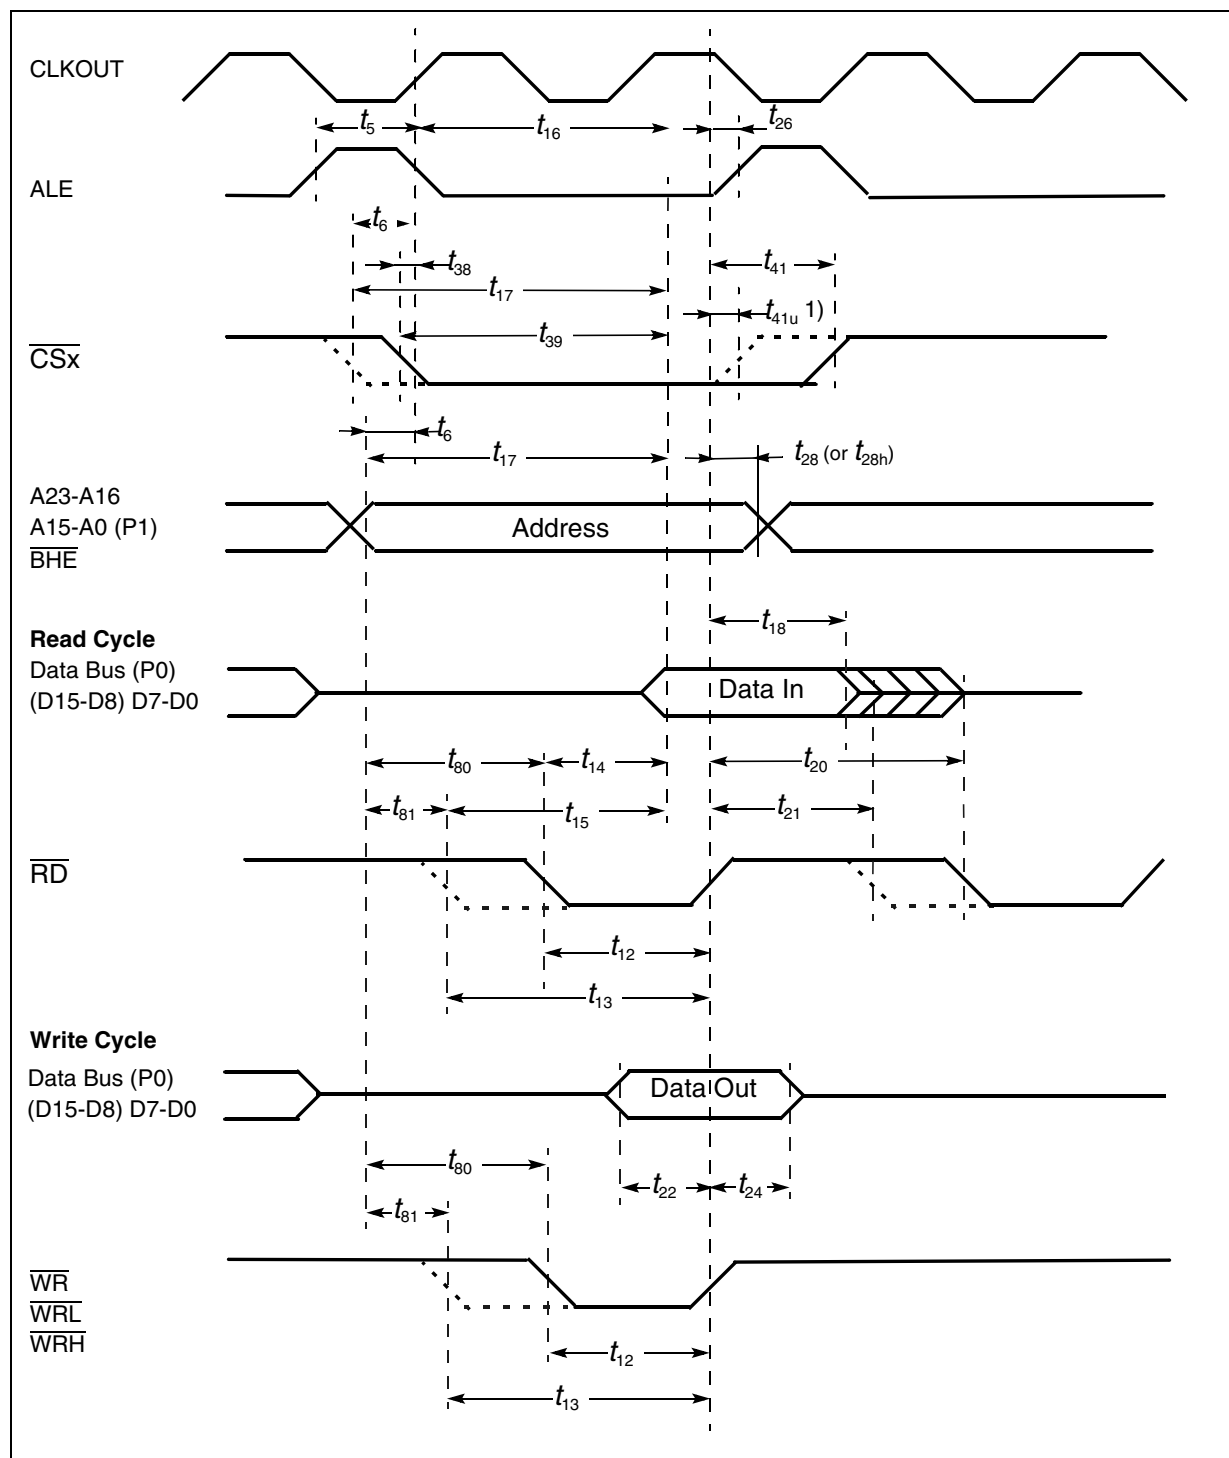 CLKOUT
t5
t16
t26
ALE
t6
t38
t41
t17
t41u 1)
t39
CSx
t6
t17
t28 (or t28h)
A23-A16
A15-A0 (P1)
Address
BHE
t18
Read Cycle
Data Bus (P0)
Data In
(D15-D8) D7-D0
t80
t14
t20
t81
t15
t21
RD
t12
t13
Write Cycle
Data Bus (P0)
Data Out
(D15-D8) D7-D0
t80
t22
t24
t81
WR
WRL
WRH
t12
t13